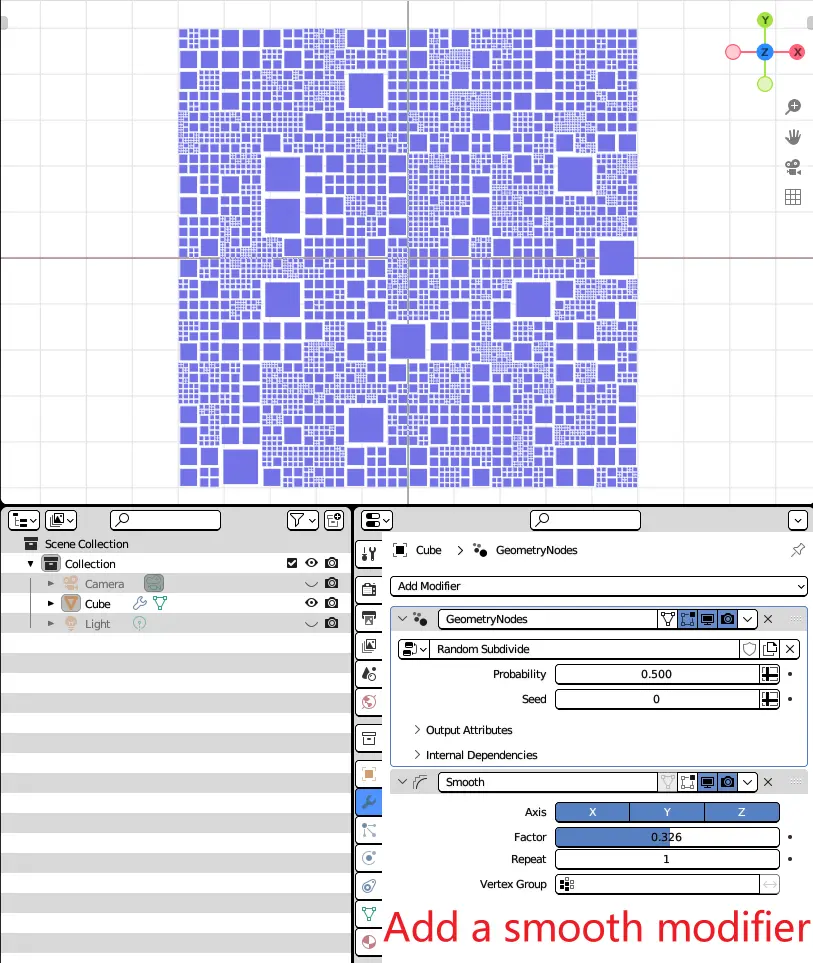 Y
Z
X
Scene Collection
Collection
Camera
Cube
Light
Cube > GeometryNodes
Add Modifier
GeometryNodes
Random Subdivide
Probability 0.500
Seed 0
Output Attributes
Internal Dependencies
Smooth
Axis X Y Z
Factor 0.326
Repeat 1
Vertex Group
Add a smooth modifier